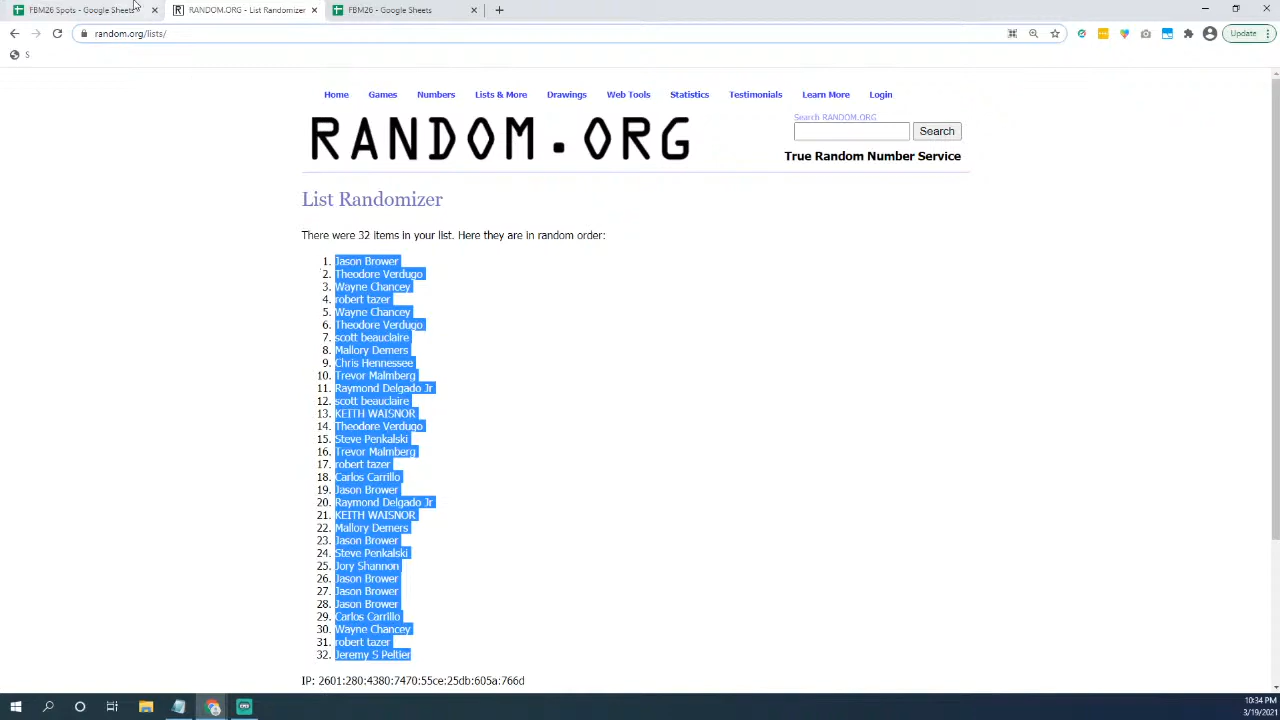 FBM26 Spots - Google Sheets
RANDOM.ORG - List Randomizer
FBM26 - Google Sheets
random.org/lists/
Update
S
Home Games Numbers Lists & More Drawings Web Tools Statistics Testimonials Learn More Login
Search RANDOM.ORG
RANDOM.ORG
Search
True Random Number Service
List Randomizer
There were 32 items in your list. Here they are in random order:
1. Jason Brower
2. Theodore Verdugo
3. Wayne Chancey
4. robert tazer
5. Wayne Chancey
6. Theodore Verdugo
7. scott beauclaire
8. Mallory Demers
9. Chris Hennessee
10. Trevor Malmberg
11. Raymond Delgado Jr
12. scott beauclaire
13. KEITH WAISNOR
14. Theodore Verdugo
15. Steve Penkalski
16. Trevor Malmberg
17. robert tazer
18. Carlos Carrillo
19. Jason Brower
20. Raymond Delgado Jr
21. KEITH WAISNOR
22. Mallory Demers
23. Jason Brower
24. Steve Penkalski
25. Jory Shannon
26. Jason Brower
27. Jason Brower
28. Jason Brower
29. Carlos Carrillo
30. Wayne Chancey
31. robert tazer
32. Jeremy S Peltier
IP: 2601:280:4380:7470:55ce:25db:605a:766d
10:34 PM
3/19/2021